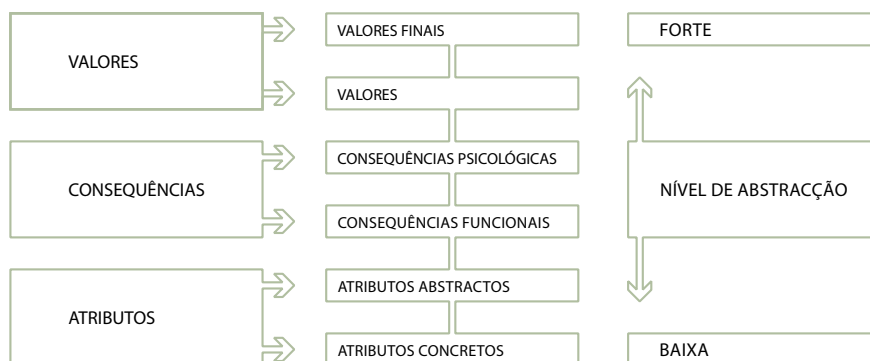 VALORES
VALORES FINAIS
VALORES
FORTE
CONSEQUÊNCIAS
CONSEQUÊNCIAS PSICOLÓGICAS
CONSEQUÊNCIAS FUNCIONAIS
NÍVEL DE ABSTRACÇÃO
ATRIBUTOS
ATRIBUTOS ABSTRACTOS
ATRIBUTOS CONCRETOS
BAIXA